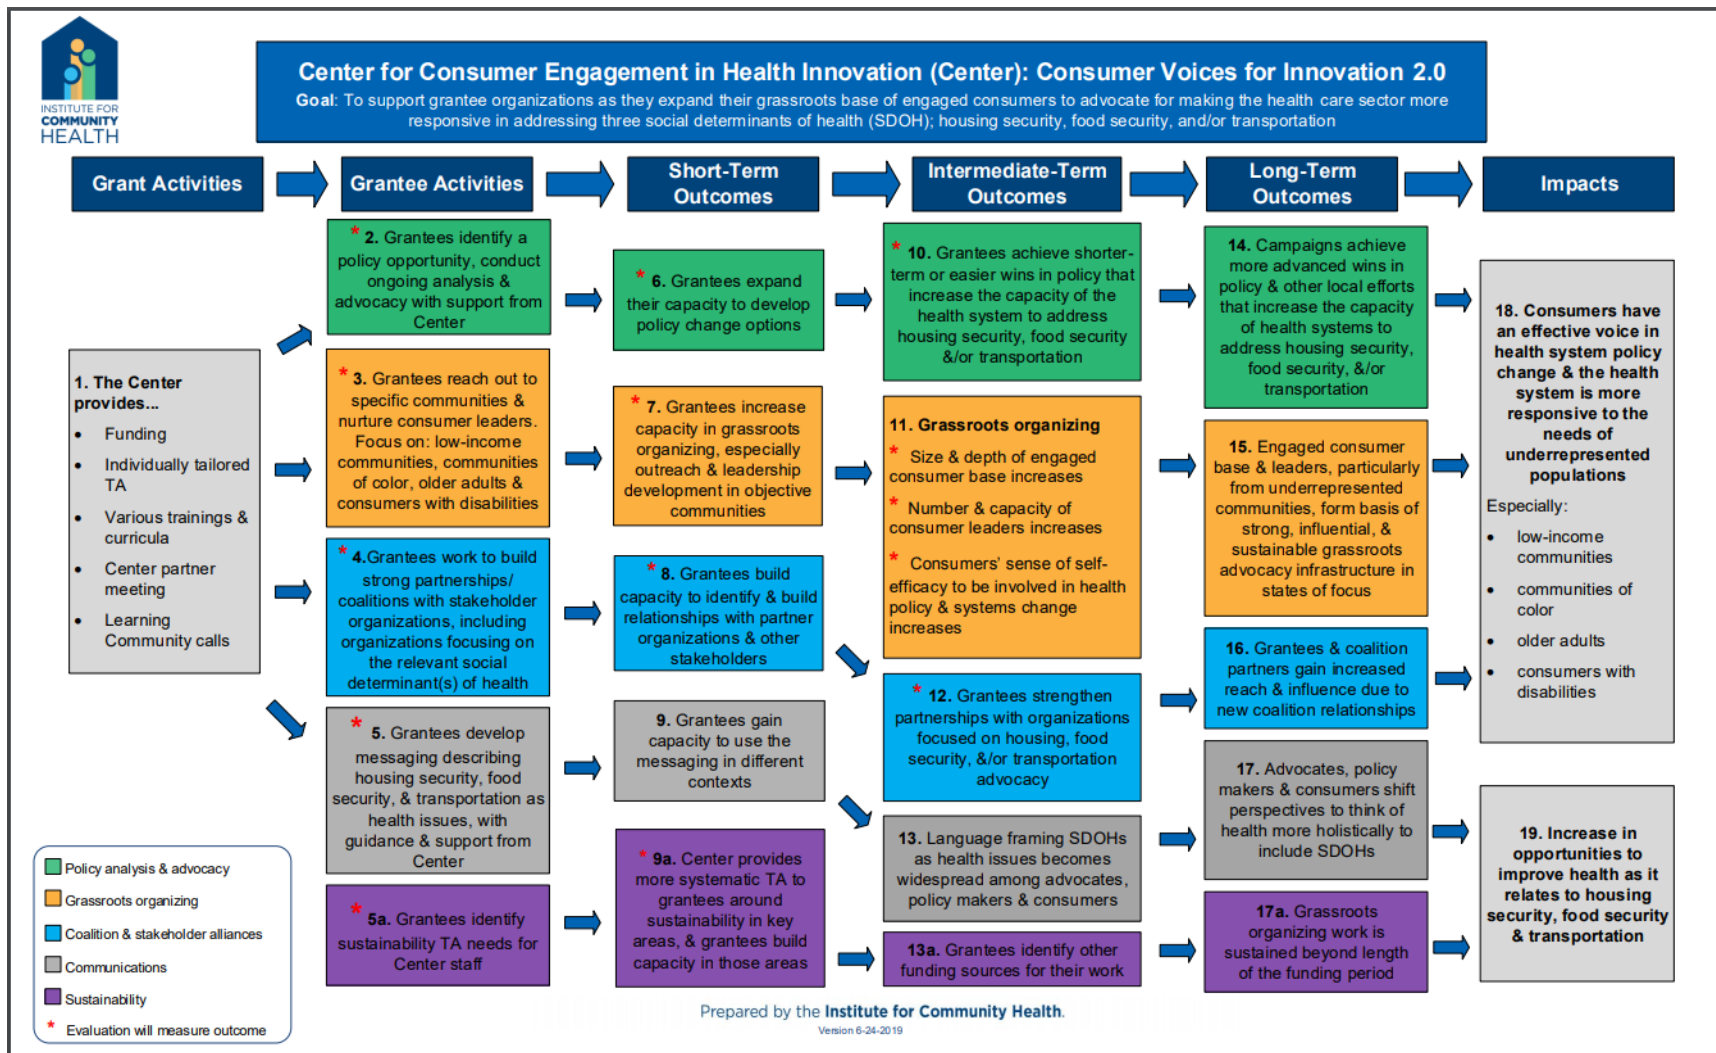 INSTITUTE FOR
COMMUNITY
HEALTH
Center for Consumer Engagement in Health Innovation (Center): Consumer Voices for Innovation 2.0
Goal: To support grantee organizations as they expand their grassroots base of engaged consumers to advocate for making the health care sector more
responsive in addressing three social determinants of health (SDOH); housing security, food security, and/or transportation
Grant Activities
Grantee Activities
Short-Term
Outcomes
Intermediate-Term
Outcomes
Long-Term
Outcomes
Impacts
1. The Center
provides...
• Funding
• Individually tailored
TA
• Various trainings &
curricula
• Center partner
meeting
• Learning
Community calls
* 2. Grantees identify a
policy opportunity, conduct
ongoing analysis &
advocacy with support from
Center
* 3. Grantees reach out to
specific communities &
nurture consumer leaders.
Focus on: low-income
communities, communities
of color, older adults &
consumers with disabilities
* 4.Grantees work to build
strong partnerships/
coalitions with stakeholder
organizations, including
organizations focusing on
the relevant social
determinant(s) of health
* 5. Grantees develop
messaging describing
housing security, food
security, & transportation as
health issues, with
guidance & support from
Center
* 5a. Grantees identify
sustainability TA needs for
Center staff
* 6. Grantees expand
their capacity to develop
policy change options
* 7. Grantees increase
capacity in grassroots
organizing, especially
outreach & leadership
development in objective
communities
* 8. Grantees build
capacity to identify & build
relationships with partner
organizations & other
stakeholders
9. Grantees gain
capacity to use the
messaging in different
contexts
* 9a. Center provides
more systematic TA to
grantees around
sustainability in key
areas, & grantees build
capacity in those areas
* 10. Grantees achieve shorter-
term or easier wins in policy that
increase the capacity of the
health system to address
housing security, food security
&/or transportation
11. Grassroots organizing
* Size & depth of engaged
consumer base increases
* Number & capacity of
consumer leaders increases
* Consumers' sense of self-
efficacy to be involved in health
policy & systems change
increases
* 12. Grantees strengthen
partnerships with organizations
focused on housing, food
security, &/or transportation
advocacy
13. Language framing SDOHs
as health issues becomes
widespread among advocates,
policy makers & consumers
13a. Grantees identify other
funding sources for their work
14. Campaigns achieve
more advanced wins in
policy & other local efforts
that increase the capacity
of health systems to
address housing security,
food security, &/or
transportation
15. Engaged consumer
base & leaders, particularly
from underrepresented
communities, form basis of
strong, influential, &
sustainable grassroots
advocacy infrastructure in
states of focus
16. Grantees & coalition
partners gain increased
reach & influence due to
new coalition relationships
17. Advocates, policy
makers & consumers shift
perspectives to think of
health more holistically to
include SDOHs
17a. Grassroots
organizing work is
sustained beyond length
of the funding period
18. Consumers have
an effective voice in
health system policy
change & the health
system is more
responsive to the
needs of
underrepresented
populations
Especially:
• low-income
communities
• communities of
color
• older adults
• consumers with
disabilities
19. Increase in
opportunities to
improve health as it
relates to housing
security, food security
& transportation
Policy analysis & advocacy
Grassroots organizing
Coalition & stakeholder alliances
Communications
Sustainability
* Evaluation will measure outcome
Prepared by the Institute for Community Health.
Version 6-24-2019